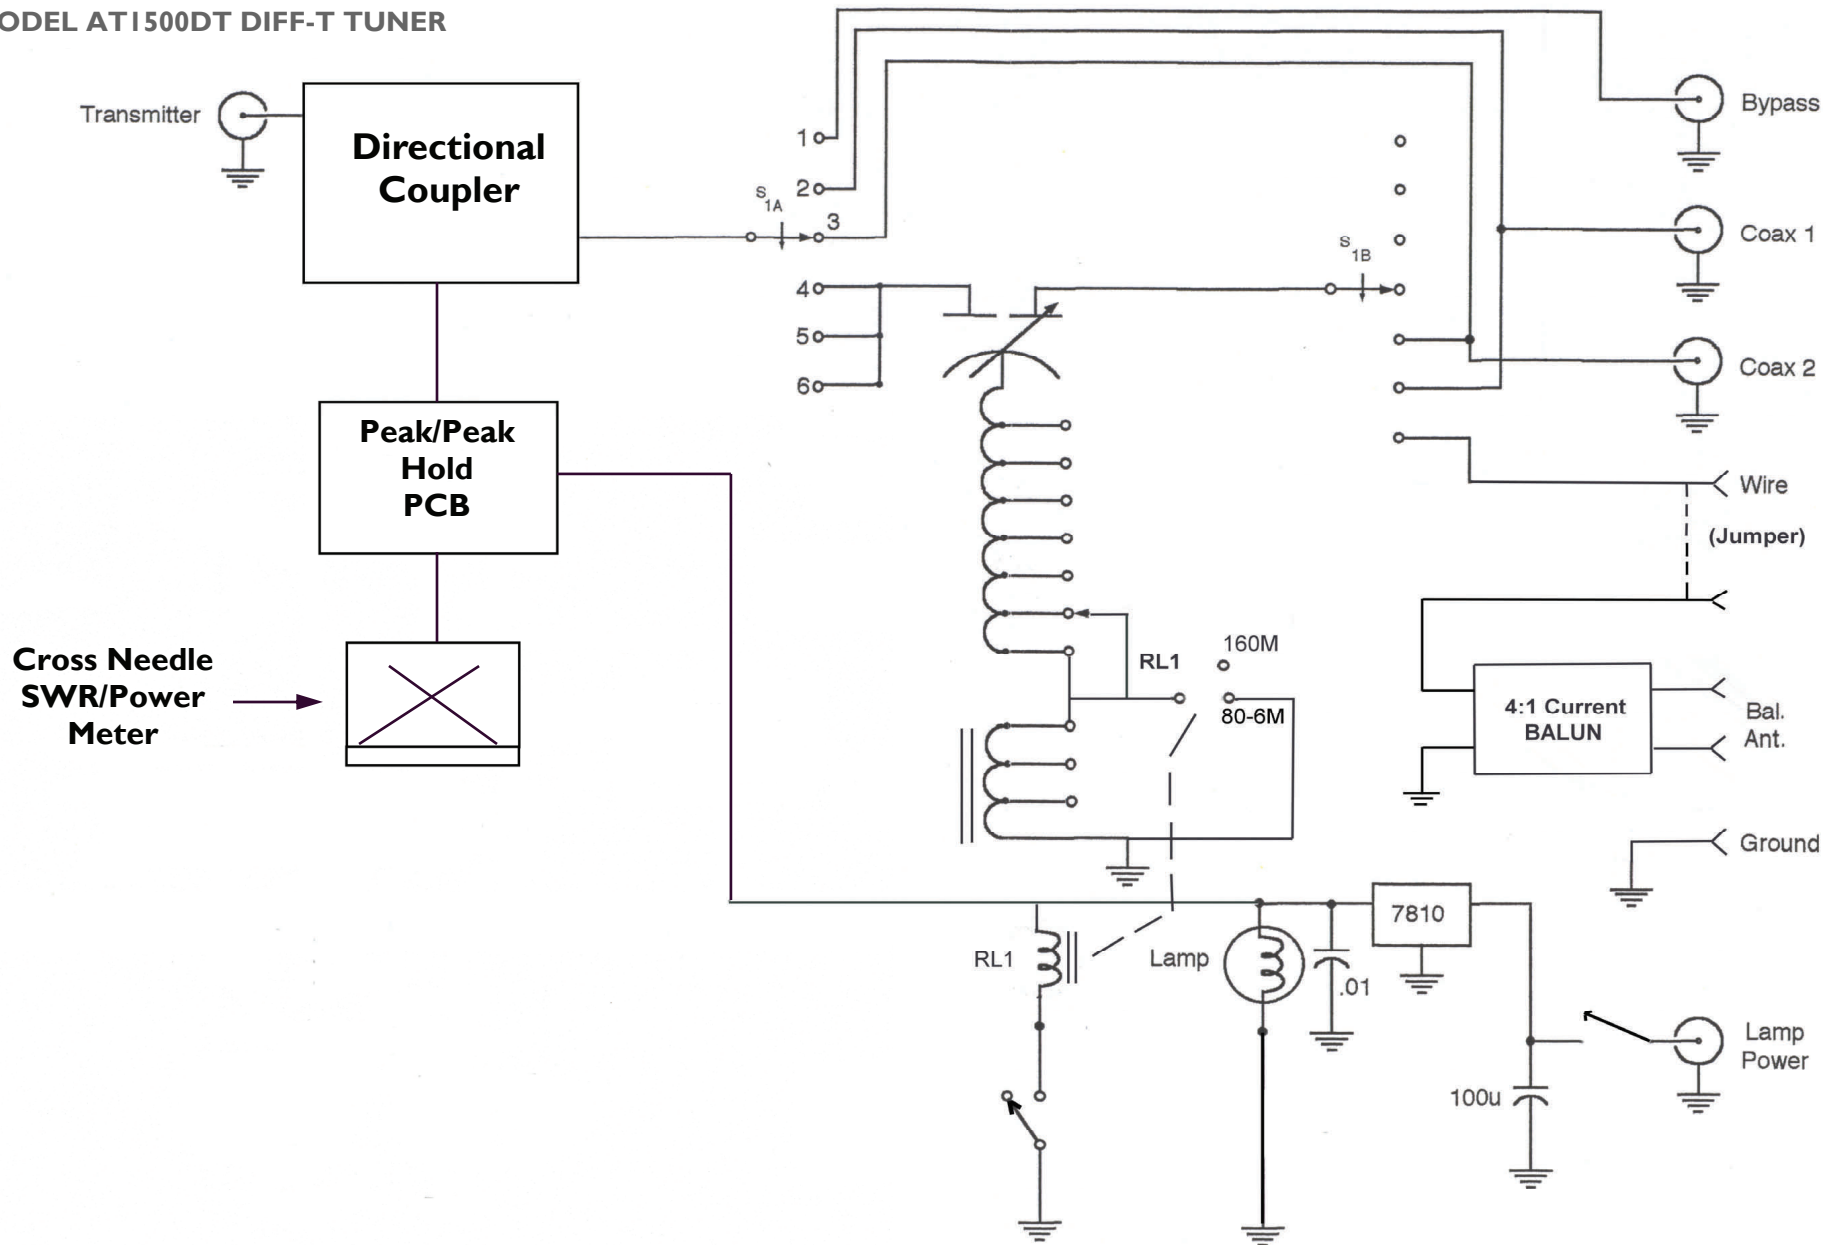 ODEL AT1500DT DIFF-T TUNER
Transmitter
Directional
Coupler
Peak/Peak
Hold
PCB
Cross Needle
SWR/Power
Meter
S
1A
1
2
3
4
5
6
S
1B
Bypass
Coax 1
Coax 2
Wire
(Jumper)
4:1 Current
BALUN
Bal.
Ant.
Ground
RL1
160M
80-6M
RL1
Lamp
.01
7810
100u
Lamp
Power